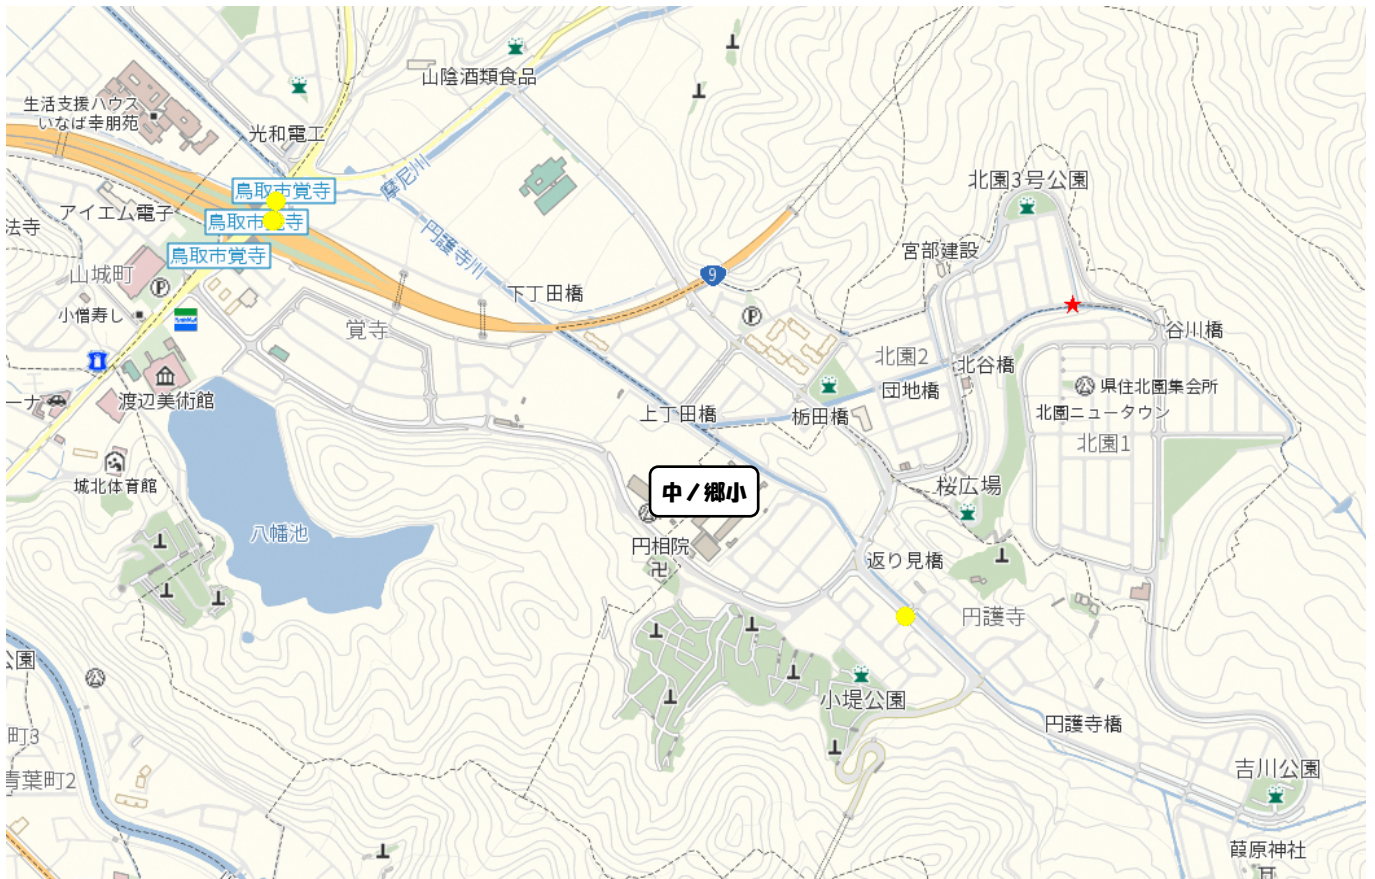 山陰酒類食品
生活支援ハウス
いなば幸朋苑
光和電工
摩尼川
北園3号公園
鳥取市覚寺
アイエム電子
鳥取市覚寺
法寺
円護寺川
鳥取市覚寺
宮部建設
山城町
P
9
下丁田橋
小僧寿し
P
覚寺
谷川橋
北園2
北谷橋
団地橋
県住北園集会所
ーナ
渡辺美術館
上丁田橋
栃田橋
北園ニュータウン
北園1
城北体育館
中ノ郷小
桜広場
八幡池
円相院
返り見橋
円護寺
公園
小堤公園
円護寺橋
町3
青葉町2
吉川公園
葭原神社